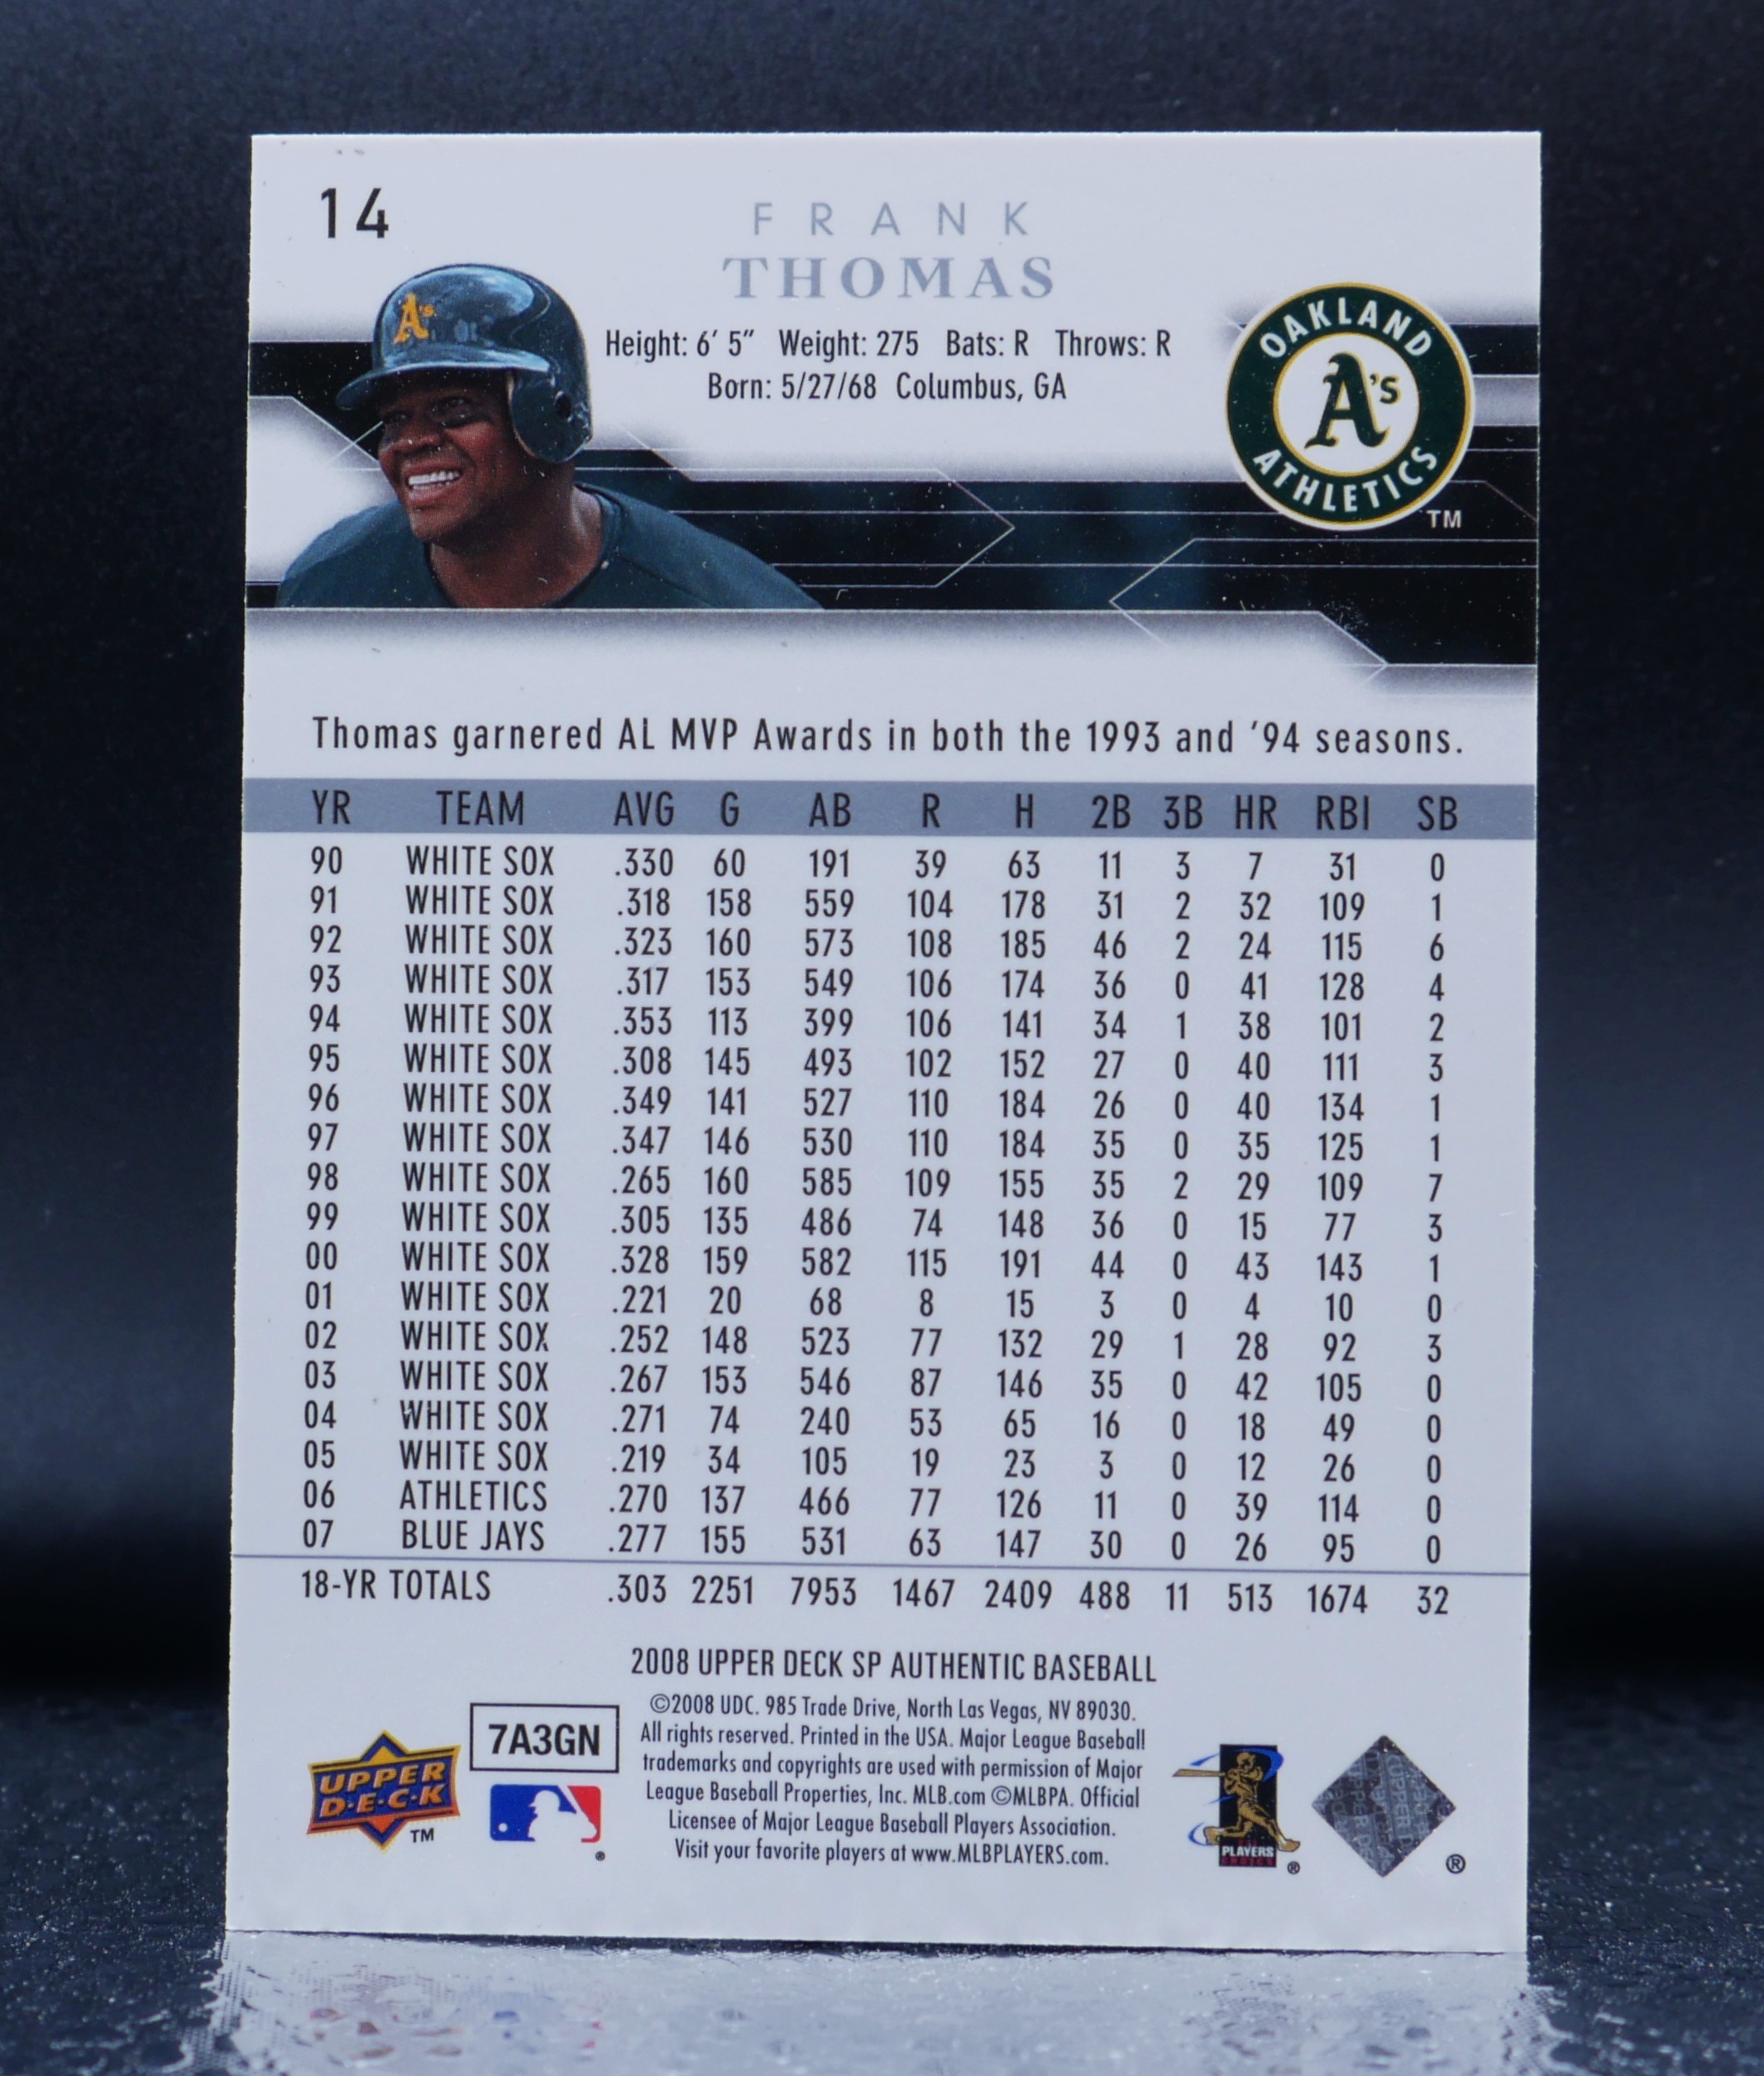 14
FRANK
THOMAS
A's
Height: 6' 5" Weight: 275 Bats: R Throws: R
Born: 5/27/68 Columbus, GA
OAKLAND
A's
ATHLETICS
TM
Thomas garnered AL MVP Awards in both the 1993 and '94 seasons.
YR TEAM AVG G AB R H 2B 3B HR RBI SB
90 WHITE SOX .330 60 191 39 63 11 3 7 31 0
91 WHITE SOX .318 158 559 104 178 31 2 32 109 1
92 WHITE SOX .323 160 573 108 185 46 2 24 115 6
93 WHITE SOX .317 153 549 106 174 36 0 41 128 4
94 WHITE SOX .353 113 399 106 141 34 1 38 101 2
95 WHITE SOX .308 145 493 102 152 27 0 40 111 3
96 WHITE SOX .349 141 527 110 184 26 0 40 134 1
97 WHITE SOX .347 146 530 110 184 35 0 35 125 1
98 WHITE SOX .265 160 585 109 155 35 2 29 109 7
99 WHITE SOX .305 135 486 74 148 36 0 15 77 3
00 WHITE SOX .328 159 582 115 191 44 0 43 143 1
01 WHITE SOX .221 20 68 8 15 3 0 4 10 0
02 WHITE SOX .252 148 523 77 132 29 1 28 92 3
03 WHITE SOX .267 153 546 87 146 35 0 42 105 0
04 WHITE SOX .271 74 240 53 65 16 0 18 49 0
05 WHITE SOX .219 34 105 19 23 3 0 12 26 0
06 ATHLETICS .270 137 466 77 126 11 0 39 114 0
07 BLUE JAYS .277 155 531 63 147 30 0 26 95 0
18-YR TOTALS .303 2251 7953 1467 2409 488 11 513 1674 32
2008 UPPER DECK SP AUTHENTIC BASEBALL
©2008 UDC. 985 Trade Drive, North Las Vegas, NV 89030.
All rights reserved. Printed in the USA. Major League Baseball
trademarks and copyrights are used with permission of Major
League Baseball Properties, Inc. MLB.com ©MLBPA. Official
Licensee of Major League Baseball Players Association.
Visit your favorite players at www.MLBPLAYERS.com.
7A3GN
UPPER
D·E·C·K
TM
®
PLAYERS
CHOICE
®
®